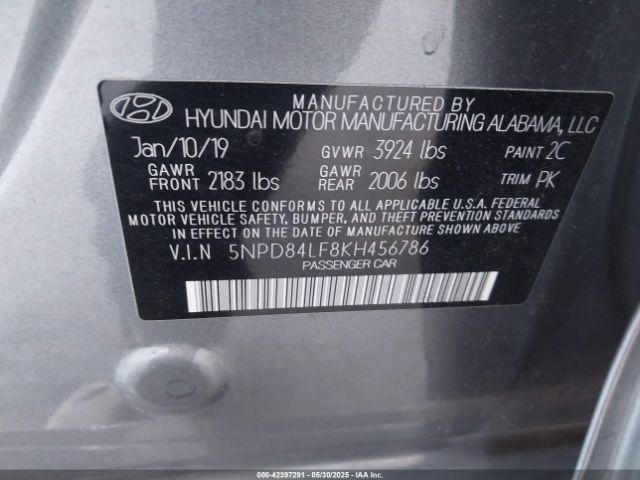 MANUFACTURED BY
HYUNDAI MOTOR MANUFACTURING ALABAMA, LLC
Jan/10/19 GVWR 3924 lbs PAINT 2C
GAWR FRONT 2183 lbs GAWR REAR 2006 lbs TRIM PK
THIS VEHICLE CONFORMS TO ALL APPLICABLE U.S.A. FEDERAL
MOTOR VEHICLE SAFETY, BUMPER, AND THEFT PREVENTION STANDARDS
IN EFFECT ON THE DATE OF MANUFACTURE SHOWN ABOVE.
V.I.N 5NPD84LF8KH456786
PASSENGER CAR
000-42397291 - 05/30/2025 - COPYRIGHT IAA